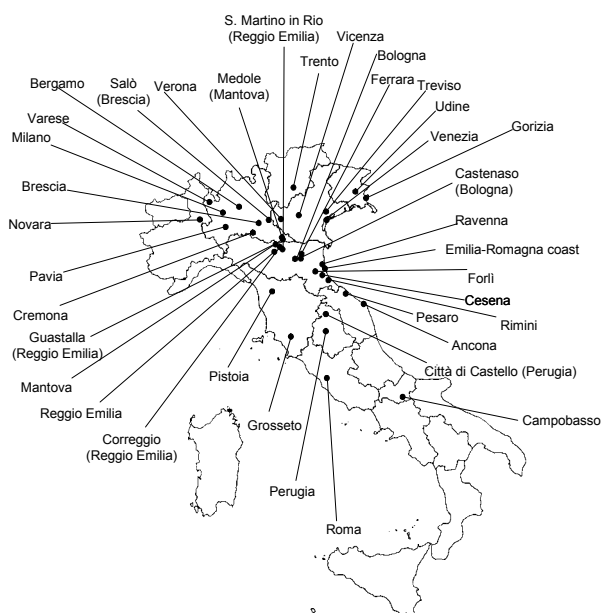 S. Martino in Rio
(Reggio Emilia)
Vicenza
Trento
Bologna
Ferrara
Treviso
Udine
Venezia
Gorizia
Medole
(Mantova)
Verona
Salò
(Brescia)
Bergamo
Varese
Milano
Brescia
Novara
Pavia
Cremona
Guastalla
(Reggio Emilia)
Mantova
Reggio Emilia
Correggio
(Reggio Emilia)
Pistoia
Grosseto
Perugia
Roma
Castenaso
(Bologna)
Ravenna
Emilia-Romagna coast
Forlì
Cesena
Rimini
Pesaro
Ancona
Città di Castello (Perugia)
Campobasso